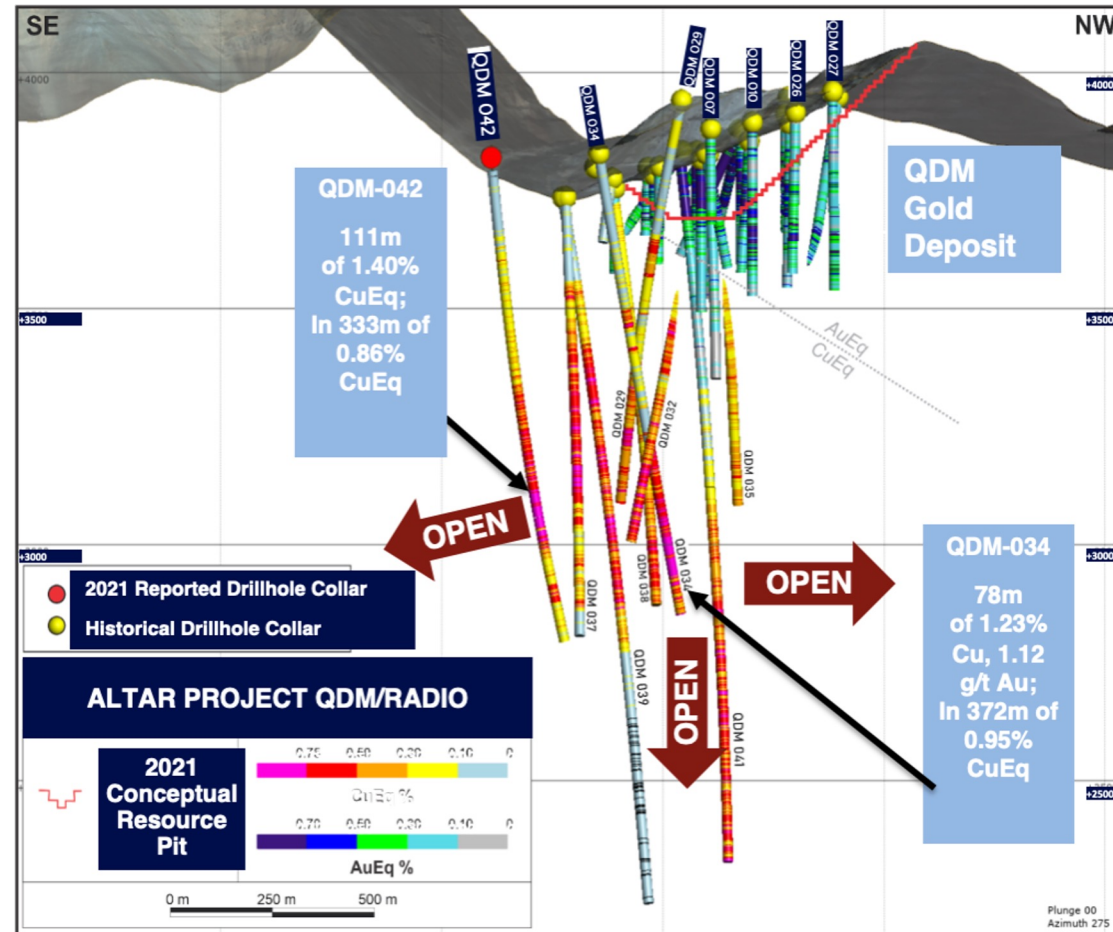 SE
NW
+4000
+4000
QDM 042
QDM 034
QDM 029
QDM 007
QDM 010
QDM 026
QDM 027
QDM-042
111m
of 1.40%
CuEq;
In 333m of
0.86%
CuEq
QDM
Gold
Deposit
+3500
+3500
AuEq
CuEq
QDM 029
QDM 032
QDM 035
OPEN
OPEN
OPEN
+3000
+3000
QDM 037
QDM 038
QDM 034
QDM 039
QDM 041
QDM-034
78m
of 1.23%
Cu, 1.12
g/t Au;
In 372m of
0.95%
CuEq
2021 Reported Drillhole Collar
Historical Drillhole Collar
ALTAR PROJECT QDM/RADIO
2021
Conceptual
Resource
Pit
CuEq %
AuEq %
0 m 250 m 500 m
+2500
Plunge 00
Azimuth 275